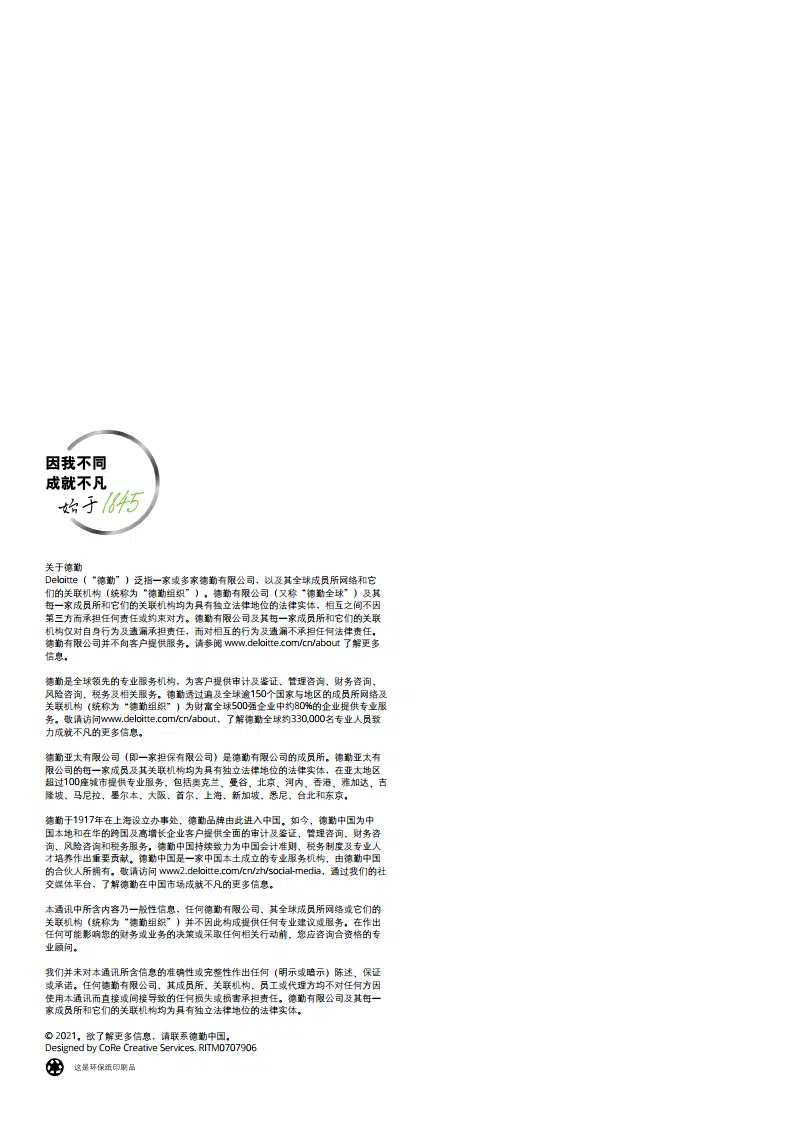 因我不同
成就不凡
始于1845
关于德勤
Deloitte（“德勤”）泛指一家或多家德勤有限公司，以及其全球成员所网络和它
们的关联机构（统称为“德勤组织”）。德勤有限公司（又称“德勤全球”）及其
每一家成员所和它们的关联机构均为具有独立法律地位的法律实体，相互之间不因
第三方而承担任何责任或约束对方。德勤有限公司及其每一家成员所和它们的关联
机构仅对自身行为及遗漏承担责任，而对相互的行为及遗漏不承担任何法律责任。
德勤有限公司并不向客户提供服务。请参阅 www.deloitte.com/cn/about 了解更多
信息。
德勤是全球领先的专业服务机构，为客户提供审计及鉴证、管理咨询、财务咨询、
风险咨询、税务及相关服务。德勤透过遍及全球逾150个国家与地区的成员所网络及
关联机构（统称为“德勤组织”）为财富全球500强企业中约80%的企业提供专业服
务。敬请访问www.deloitte.com/cn/about，了解德勤全球约330,000名专业人员致
力成就不凡的更多信息。
德勤亚太有限公司（即一家担保有限公司）是德勤有限公司的成员所。德勤亚太有
限公司的每一家成员及其关联机构均为具有独立法律地位的法律实体，在亚太地区
超过100座城市提供专业服务，包括奥克兰、曼谷、北京、河内、香港、雅加达、吉
隆坡、马尼拉、墨尔本、大阪、首尔、上海、新加坡、悉尼、台北和东京。
德勤于1917年在上海设立办事处，德勤品牌由此进入中国。如今，德勤中国为中
国本地和在华的跨国及高增长企业客户提供全面的审计及鉴证、管理咨询、财务咨
询、风险咨询和税务服务。德勤中国持续致力为中国会计准则、税务制度及专业人
才培养作出重要贡献。德勤中国是一家中国本土成立的专业服务机构，由德勤中国
的合伙人所拥有。敬请访问 www2.deloitte.com/cn/zh/social-media，通过我们的社
交媒体平台，了解德勤在中国市场成就不凡的更多信息。
本通讯中所含内容乃一般性信息，任何德勤有限公司、其全球成员所网络或它们的
关联机构（统称为“德勤组织”）并不因此构成提供任何专业建议或服务。在作出
任何可能影响您的财务或业务的决策或采取任何相关行动前，您应咨询合资格的专
业顾问。
我们并未对本通讯所含信息的准确性或完整性作出任何（明示或暗示）陈述、保证
或承诺。任何德勤有限公司、其成员所、关联机构、员工或代理方均不对任何方因
使用本通讯而直接或间接导致的任何损失或损害承担责任。德勤有限公司及其每一
家成员所和它们的关联机构均为具有独立法律地位的法律实体。
© 2021。欲了解更多信息，请联系德勤中国。
Designed by CoRe Creative Services. RITM0707906
这是环保纸印刷品